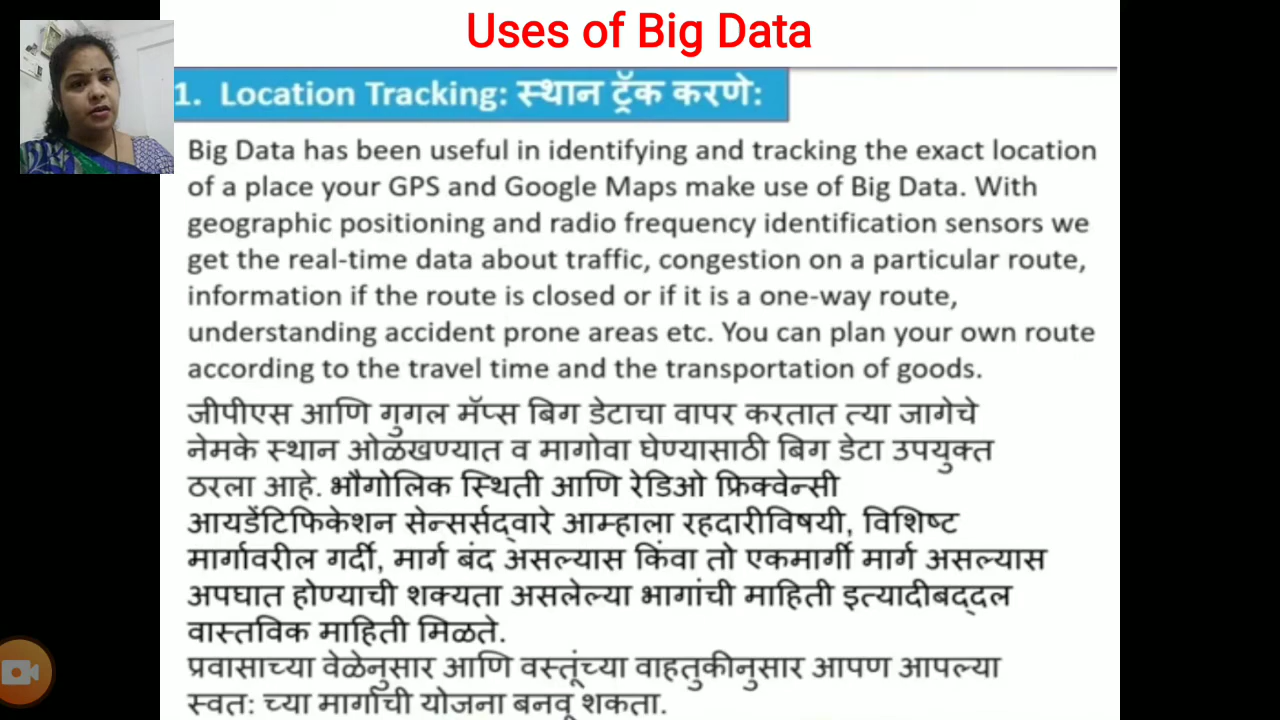 Uses of Big Data
1. Location Tracking: स्थान ट्रॅक करणे:
Big Data has been useful in identifying and tracking the exact location
of a place your GPS and Google Maps make use of Big Data. With
geographic positioning and radio frequency identification sensors we
get the real-time data about traffic, congestion on a particular route,
information if the route is closed or if it is a one-way route,
understanding accident prone areas etc. You can plan your own route
according to the travel time and the transportation of goods.
जीपीएस आणि गुगल मॅप्स बिग डेटाचा वापर करतात त्या जागेचे
नेमके स्थान ओळखण्यात व मागोवा घेण्यासाठी बिग डेटा उपयुक्त
ठरला आहे. भौगोलिक स्थिती आणि रेडिओ फ्रिक्वेन्सी
आयडेंटिफिकेशन सेन्सर्सद्वारे आम्हाला रहदारीविषयी, विशिष्ट
मार्गावरील गर्दी, मार्ग बंद असल्यास किंवा तो एकमार्गी मार्ग असल्यास
अपघात होण्याची शक्यता असलेल्या भागांची माहिती इत्यादीबद्दल
वास्तविक माहिती मिळते.
प्रवासाच्या वेळेनुसार आणि वस्तूंच्या वाहतुकीनुसार आपण आपल्या
स्वत: च्या मार्गाची योजना बनवू शकता.